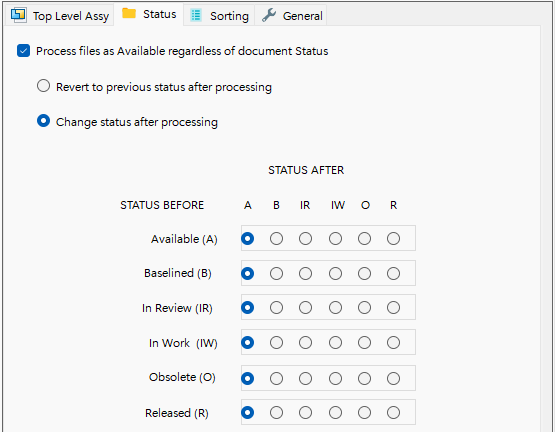 Top Level Assy Status Sorting General
Process files as Available regardless of document Status
Revert to previous status after processing
Change status after processing
STATUS AFTER
STATUS BEFORE A B IR IW O R
Available (A)
Baselined (B)
In Review (IR)
In Work (IW)
Obsolete (O)
Released (R)